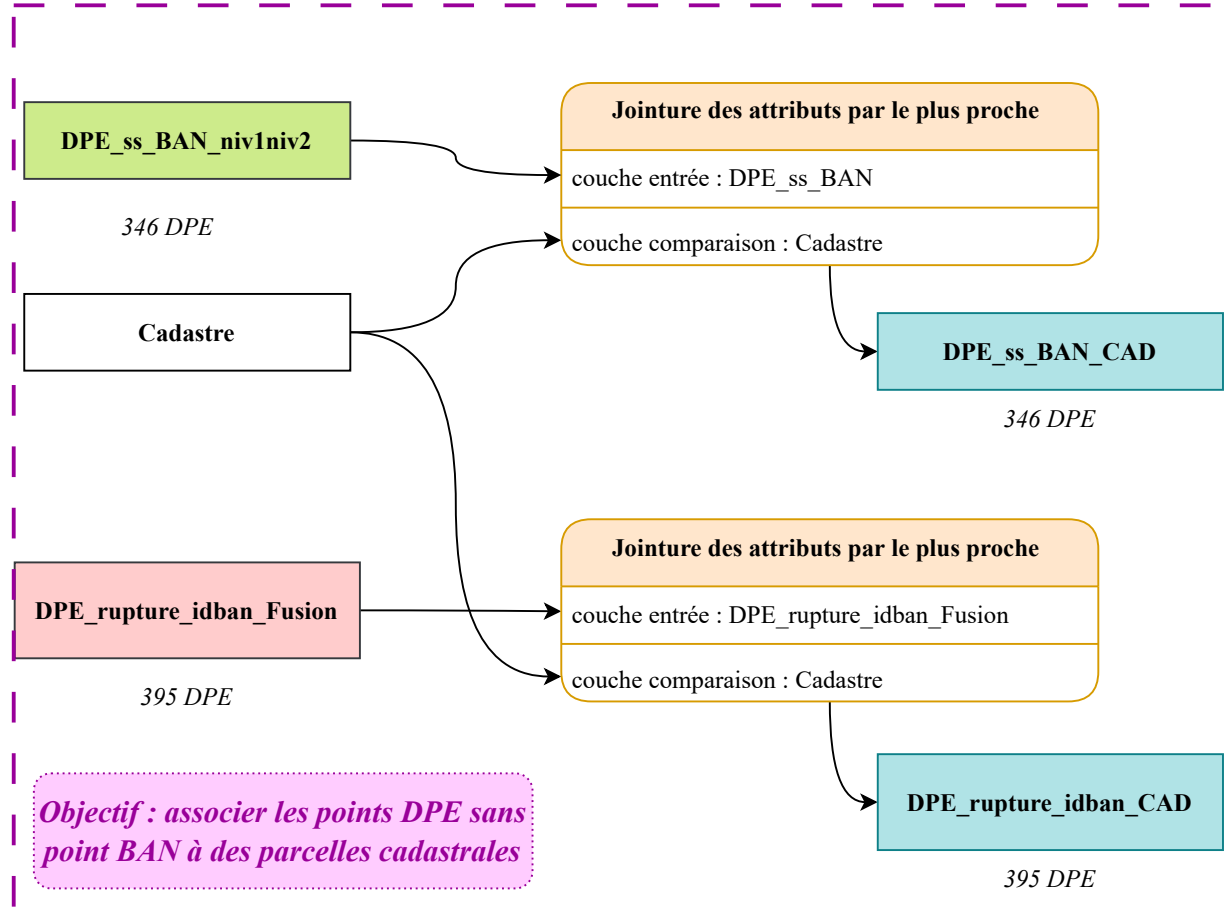 DPE_ss_BAN_niv1niv2
346 DPE
Cadastre
Jointure des attributs par le plus proche
couche entrée : DPE_ss_BAN
couche comparaison : Cadastre
DPE_ss_BAN_CAD
346 DPE
DPE_rupture_idban_Fusion
395 DPE
Jointure des attributs par le plus proche
couche entrée : DPE_rupture_idban_Fusion
couche comparaison : Cadastre
DPE_rupture_idban_CAD
395 DPE
Objectif : associer les points DPE sans
point BAN à des parcelles cadastrales